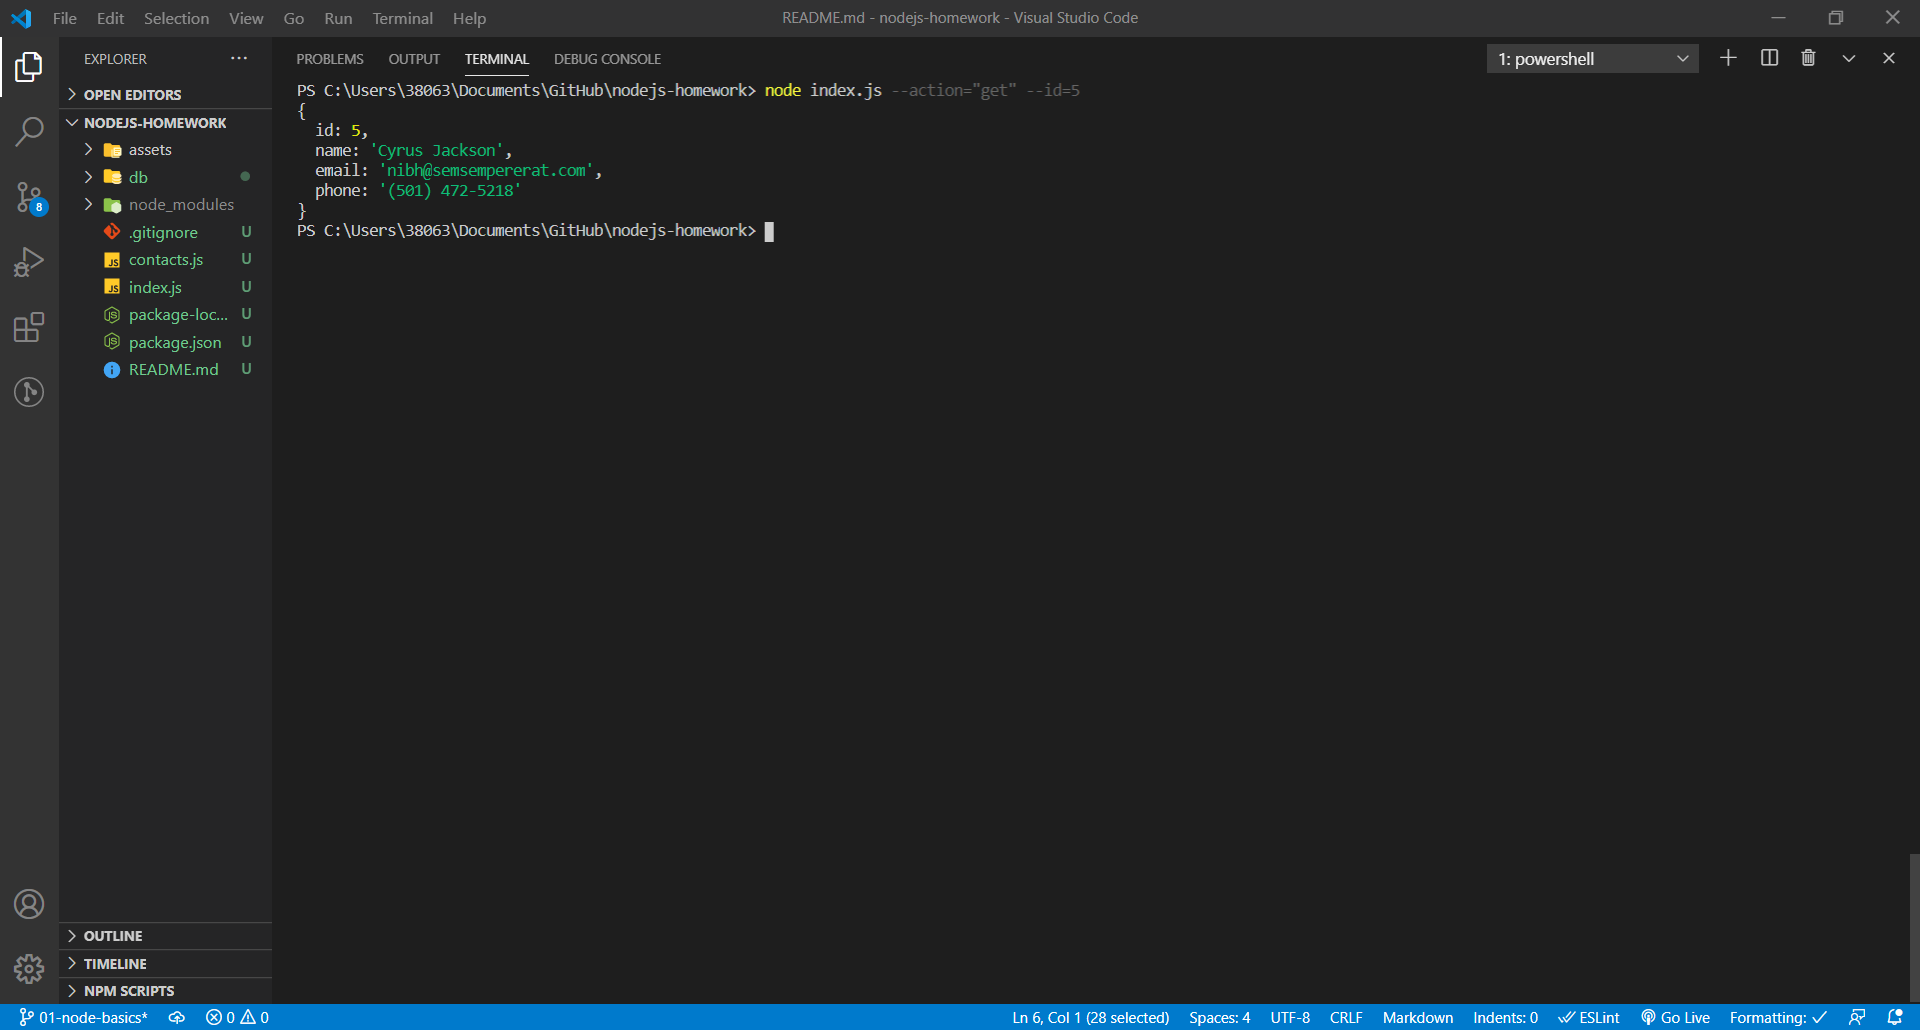 File Edit Selection View Go Run Terminal Help
README.md - nodejs-homework - Visual Studio Code
EXPLORER ···
PROBLEMS OUTPUT TERMINAL DEBUG CONSOLE
1: powershell
OPEN EDITORS
NODEJS-HOMEWORK
assets
db
node_modules
.gitignore U
JS contacts.js U
JS index.js U
JS package-loc... U
JS package.json U
i README.md U
8
OUTLINE
TIMELINE
NPM SCRIPTS
PS C:\Users\38063\Documents\GitHub\nodejs-homework> node index.js --action="get" --id=5
{
  id: 5,
  name: 'Cyrus Jackson',
  email: 'nibh@semsempererat.com',
  phone: '(501) 472-5218'
}
PS C:\Users\38063\Documents\GitHub\nodejs-homework>
01-node-basics* 0 0
Ln 6, Col 1 (28 selected) Spaces: 4 UTF-8 CRLF Markdown Indents: 0 ESLint Go Live Formatting: ✓